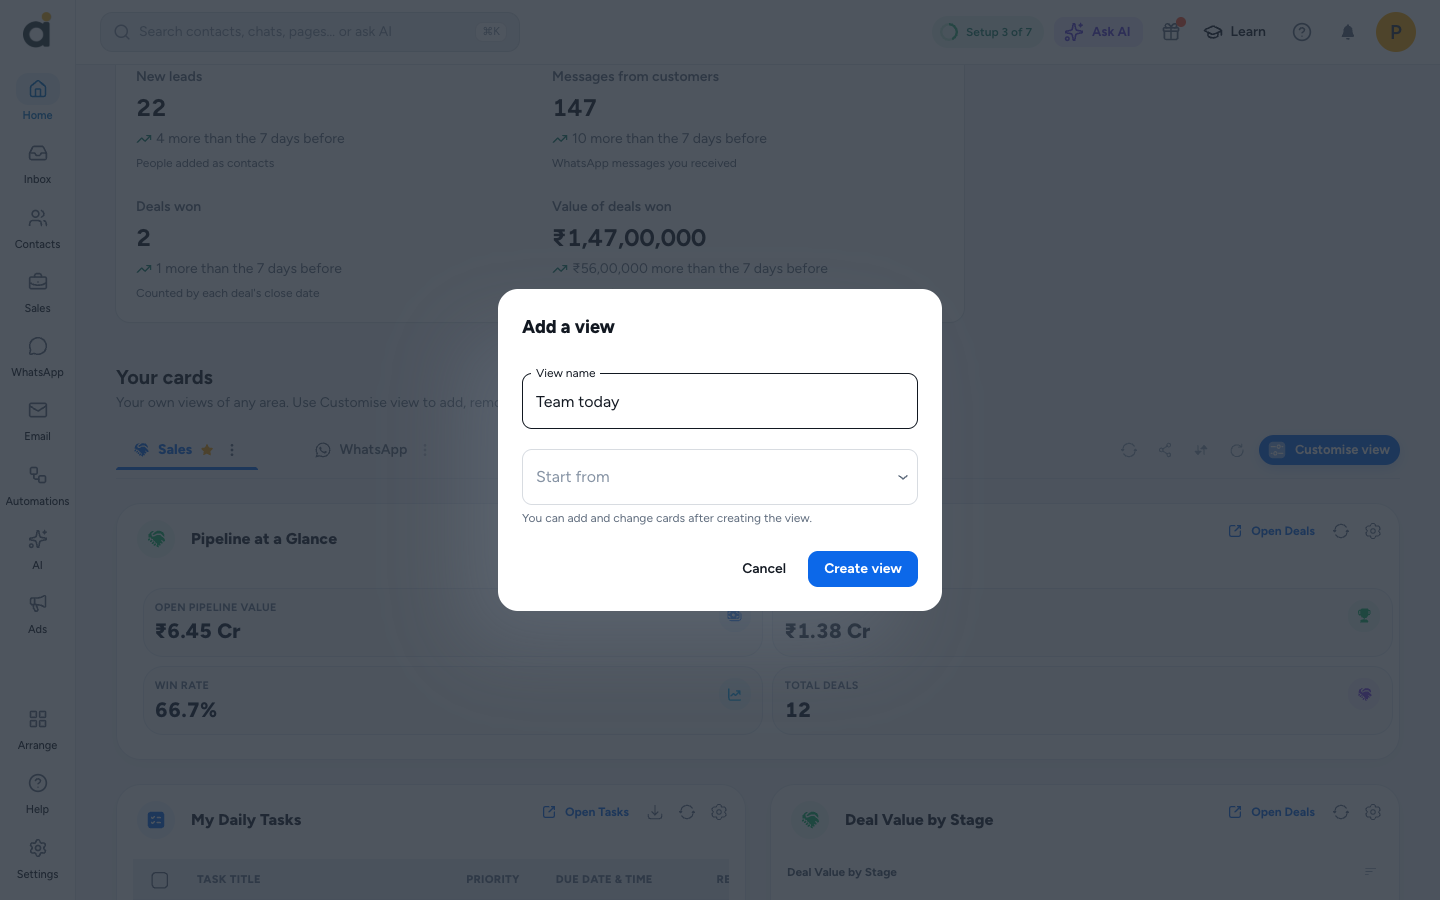 Search contacts, chats, pages... or ask AI
⌘K
Setup 3 of 7
Ask AI
Learn
P
Home
Inbox
Contacts
Sales
WhatsApp
Email
Automations
AI
Ads
Arrange
Help
Settings
New leads
22
4 more than the 7 days before
People added as contacts
Messages from customers
147
10 more than the 7 days before
WhatsApp messages you received
Deals won
2
1 more than the 7 days before
Counted by each deal's close date
Value of deals won
₹1,47,00,000
₹56,00,000 more than the 7 days before
Your cards
Your own views of any area. Use Customise view to add, remo
Sales
WhatsApp
Customise view
Add a view
View name
Team today
Start from
You can add and change cards after creating the view.
Cancel
Create view
Pipeline at a Glance
Open Deals
OPEN PIPELINE VALUE
₹6.45 Cr
₹1.38 Cr
WIN RATE
66.7%
TOTAL DEALS
12
My Daily Tasks
Open Tasks
TASK TITLE
PRIORITY
DUE DATE & TIME
RE
Deal Value by Stage
Open Deals
Deal Value by Stage